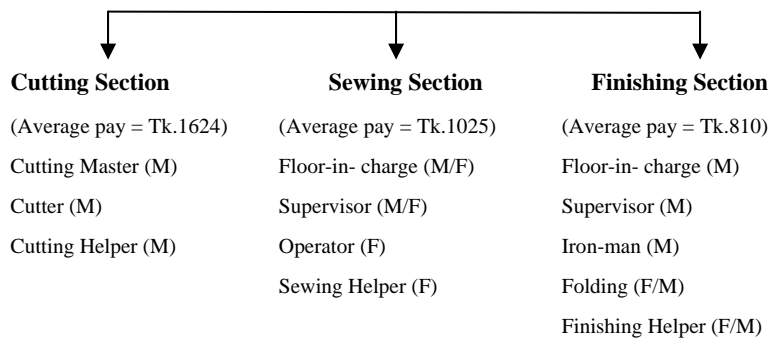 Cutting Section
(Average pay = Tk.1624)
Cutting Master (M)
Cutter (M)
Cutting Helper (M)
Sewing Section
(Average pay = Tk.1025)
Floor-in- charge (M/F)
Supervisor (M/F)
Operator (F)
Sewing Helper (F)
Finishing Section
(Average pay = Tk.810)
Floor-in- charge (M)
Supervisor (M)
Iron-man (M)
Folding (F/M)
Finishing Helper (F/M)